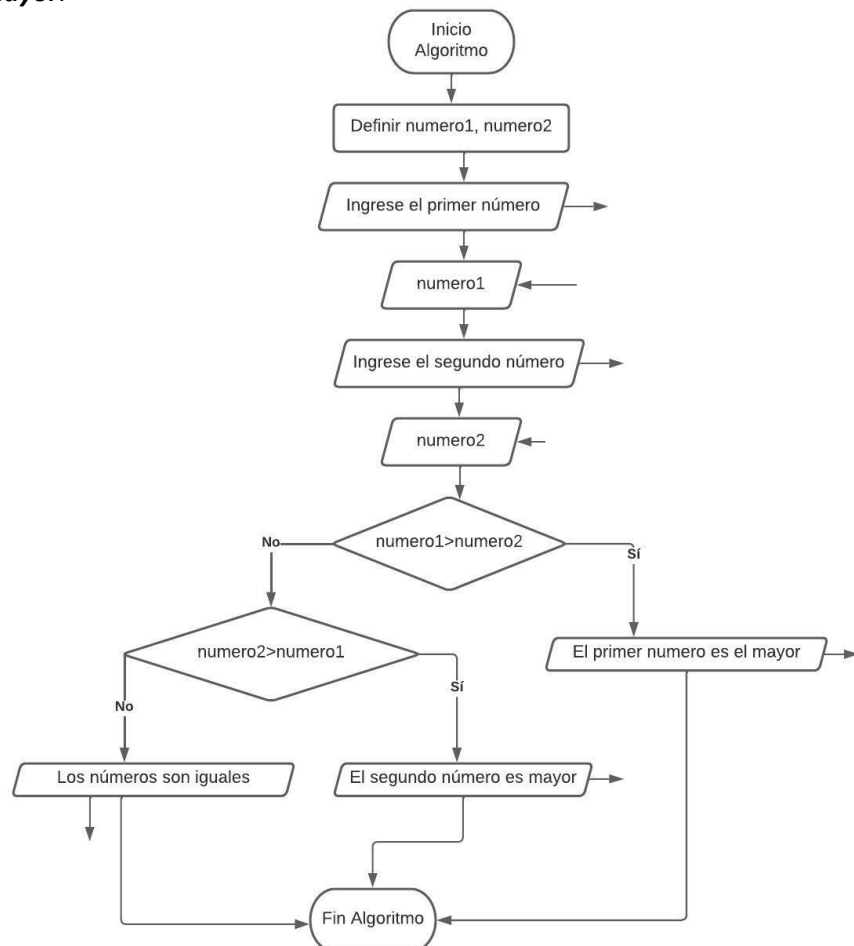 Inicio
Algoritmo
Definir numero1, numero2
Ingrese el primer número
numero1
Ingrese el segundo número
numero2
numero1>numero2
No
Sí
numero2>numero1
El primer numero es el mayor
No
Sí
Los números son iguales
El segundo número es mayor
Fin Algoritmo